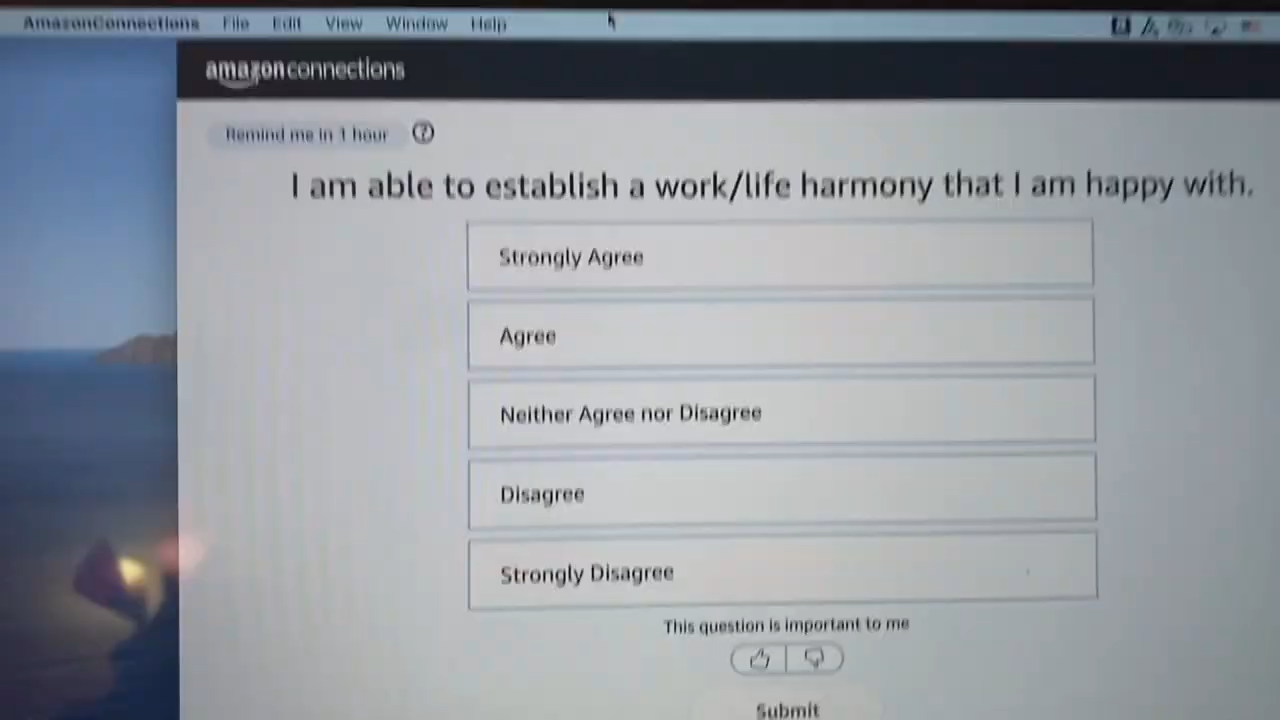 AmazonConnections File Edit View Window Help
amazonconnections
Remind me in 1 hour ?
I am able to establish a work/life harmony that I am happy with.
Strongly Agree
Agree
Neither Agree nor Disagree
Disagree
Strongly Disagree
This question is important to me
Submit